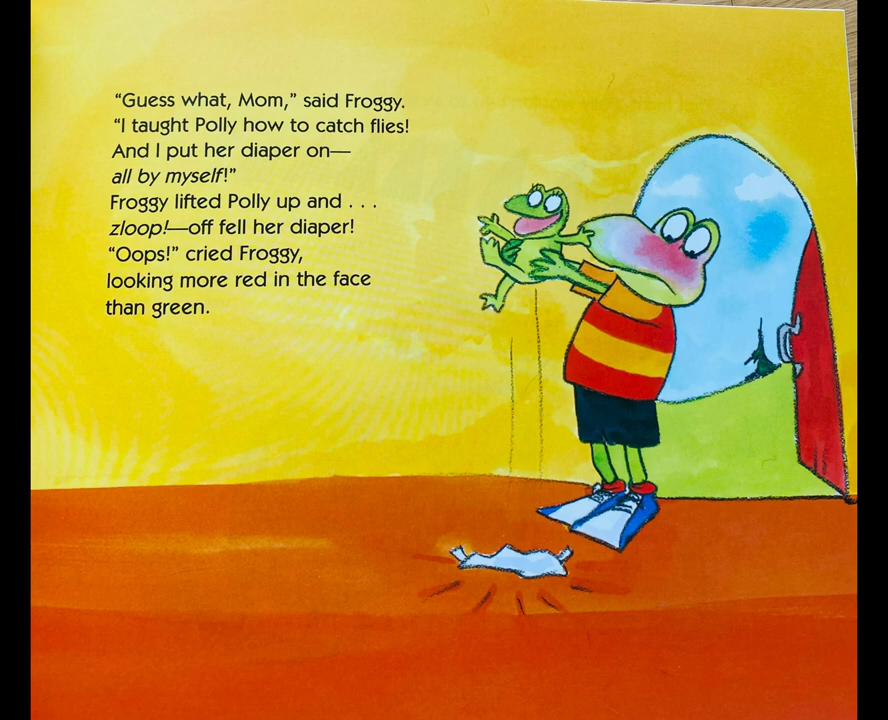 “Guess what, Mom,” said Froggy.
“I taught Polly how to catch flies!
And I put her diaper on—
all by myself!”
Froggy lifted Polly up and . . .
zloop!—off fell her diaper!
“Oops!” cried Froggy,
looking more red in the face
than green.